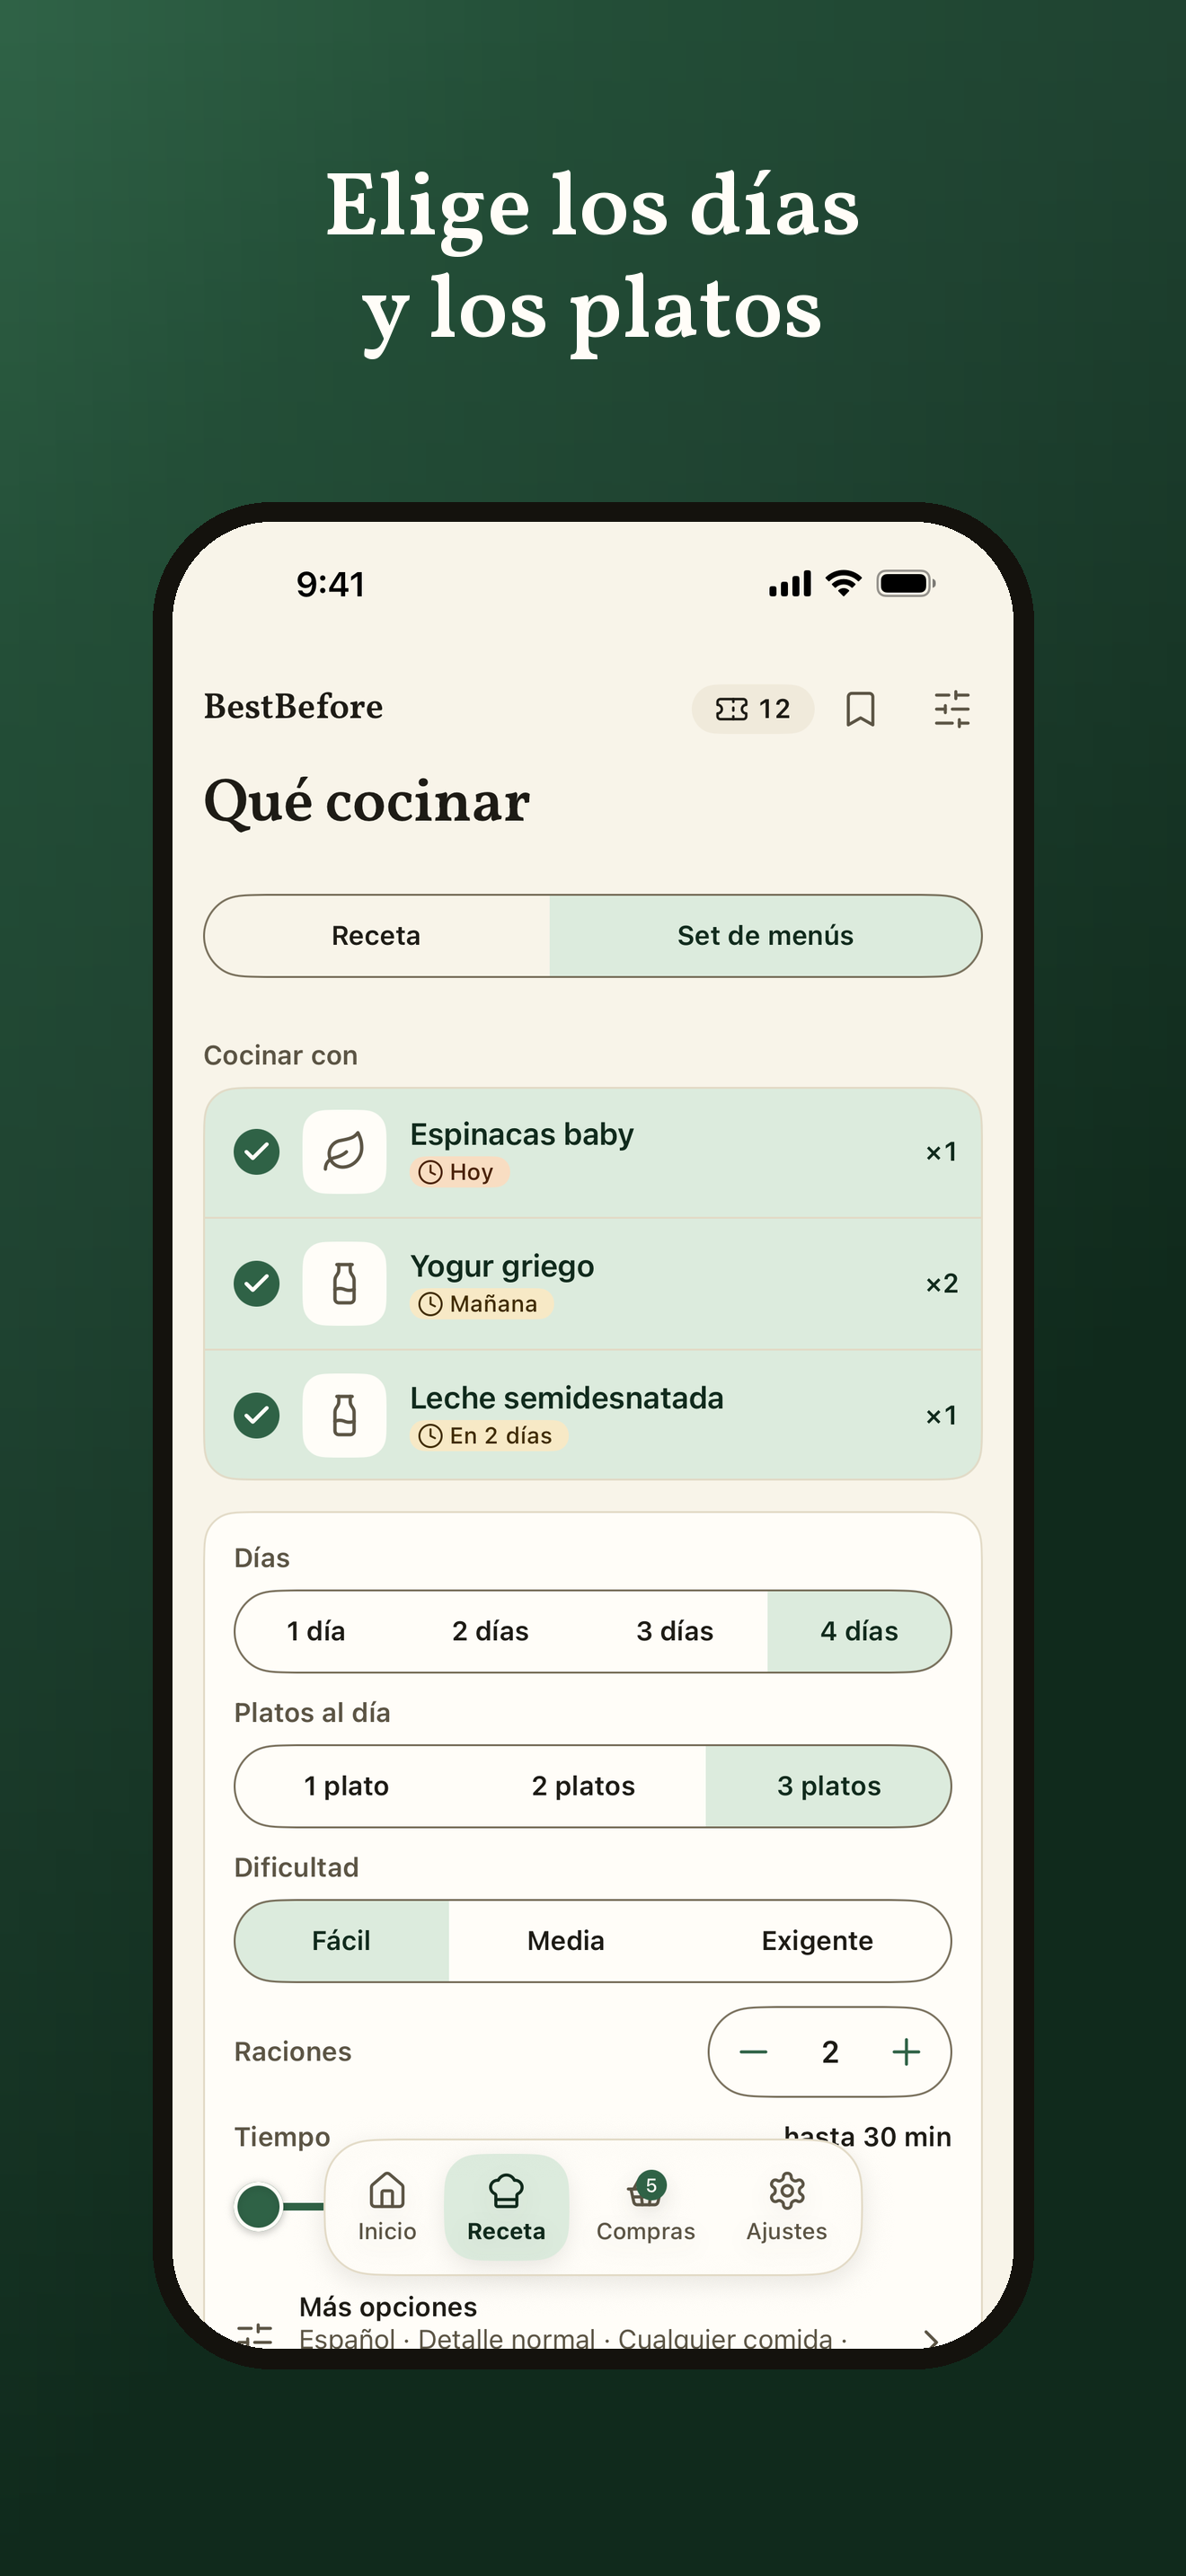 Elige los días
y los platos
9:41
BestBefore
12
Qué cocinar
Receta
Set de menús
Cocinar con
Espinacas baby
Hoy
×1
Yogur griego
Mañana
×2
Leche semidesnatada
En 2 días
×1
Días
1 día
2 días
3 días
4 días
Platos al día
1 plato
2 platos
3 platos
Dificultad
Fácil
Media
Exigente
Raciones
2
Tiempo
hasta 30 min
Inicio
Receta
5
Compras
Ajustes
Más opciones
Español · Detalle normal · Cualquier comida ·